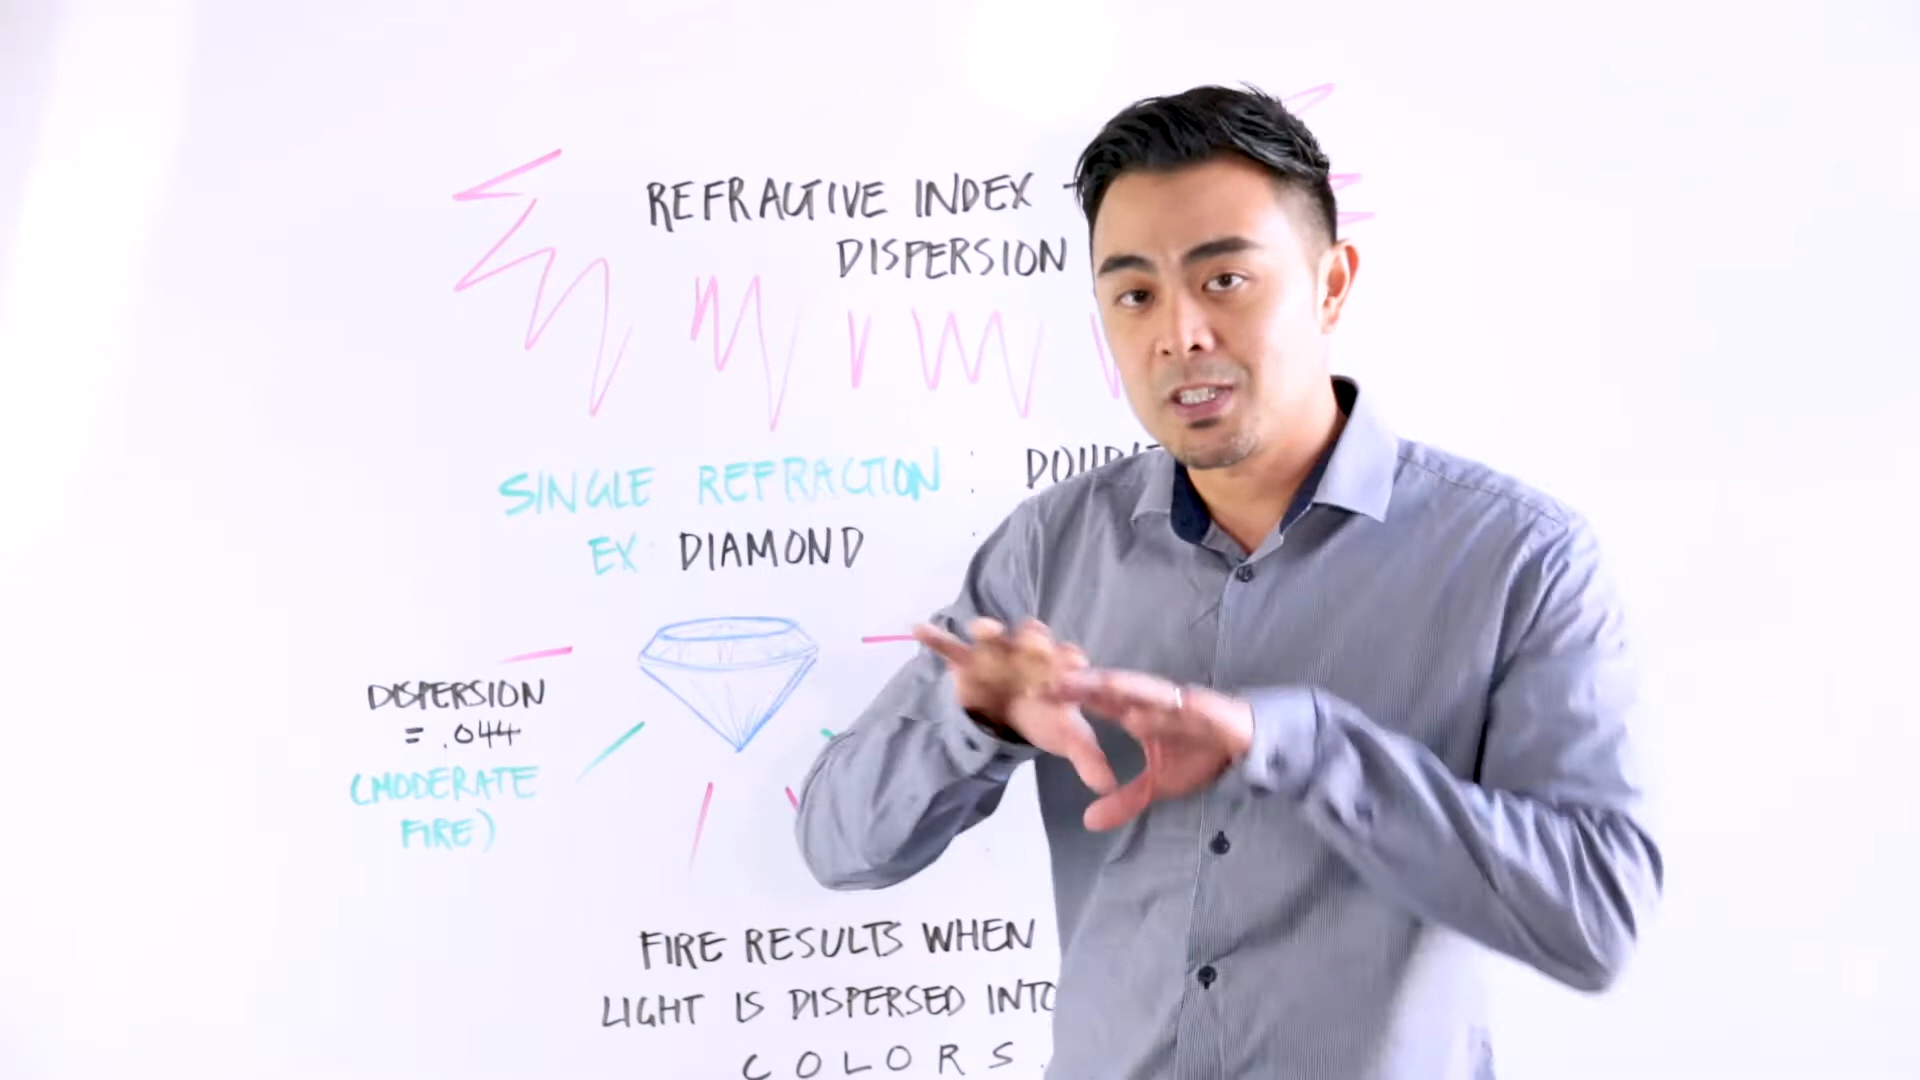 REFRACTIVE INDEX -
DISPERSION
SINGLE REFRACTION :
EX: DIAMOND :
DISPERSION
= .044
(MODERATE
FIRE)
FIRE RESULTS WHEN
LIGHT IS DISPERSED INTO
COLORS.